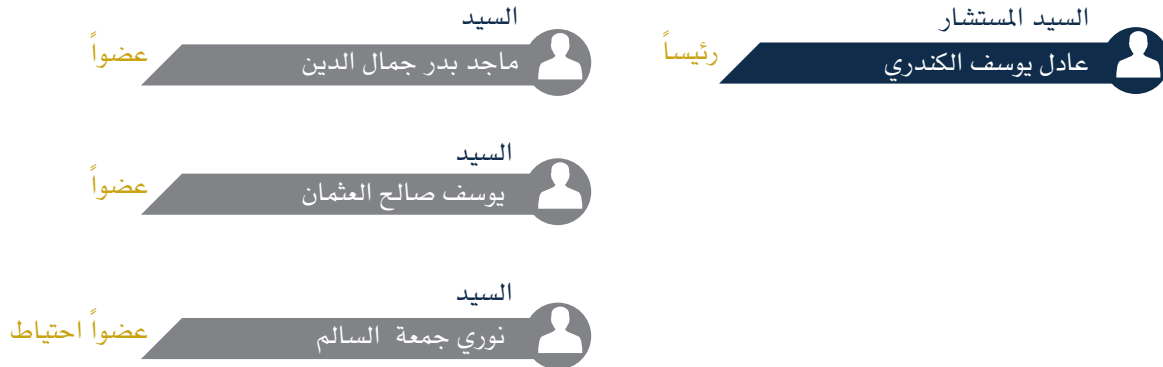 السيد المستشار
عادل يوسف الكندري
رئيساً
السيد
ماجد بدر جمال الدين
عضواً
السيد
يوسف صالح العثمان
عضواً
السيد
نوري جمعة السالم
عضواً احتياط